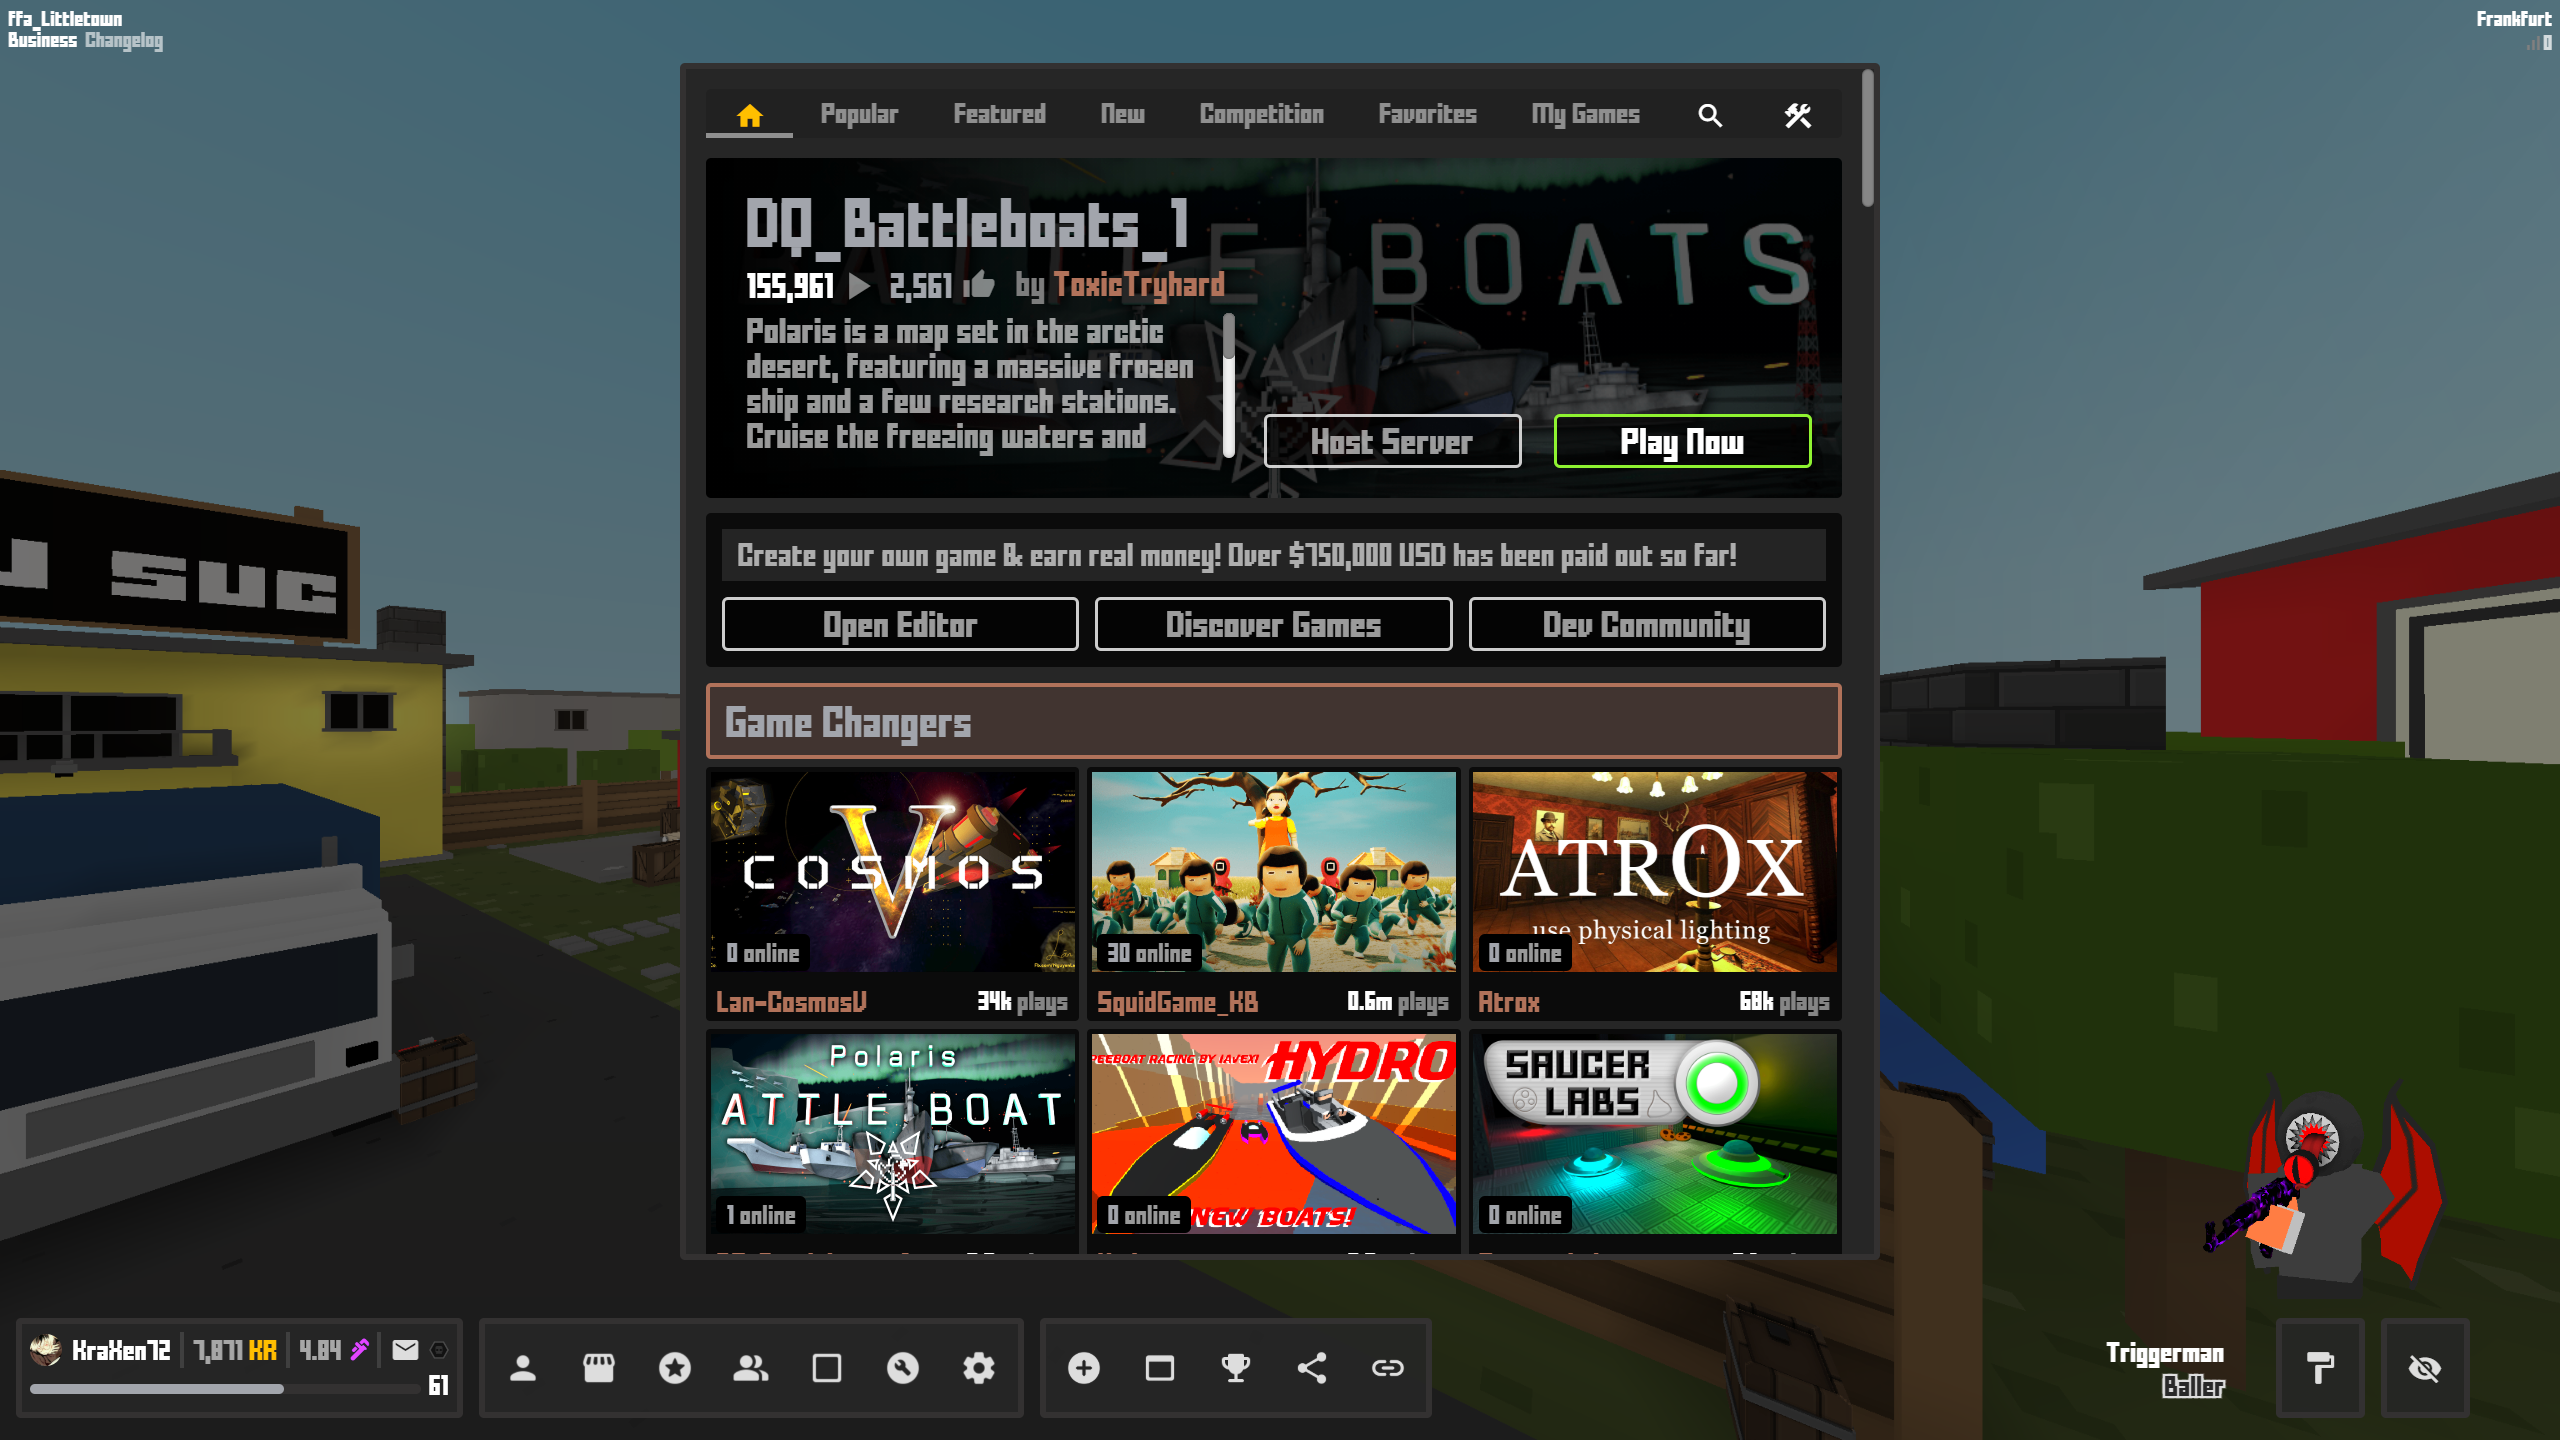 ffa_Littletown
Business Changelog
Frankfurt
0
Popular Featured New Competition Favorites My Games
DQ_Battleboats_1
BATTLE BOATS
155,961 2,561 by ToxicTryhard
Polaris is a map set in the arctic
desert, featuring a massive frozen
ship and a few research stations.
Cruise the freezing waters and
Host Server
Play Now
SUC
Create your own game & earn real money! Over $750,000 USD has been paid out so far!
Open Editor
Discover Games
Dev Community
Game Changers
V
COSMOS
0 online
Lan-CosmosV 34k plays
30 online
SquidGame_KB 0.6m plays
ATROX
use physical lighting
0 online
Atrox 68k plays
Polaris
ATTLE BOAT
1 online
PEEDBOAT RACING BY JAVEXI
HYDRO
NEW BOATS!
0 online
SAUCER
LABS
0 online
KraXen72 7,871 KR 4.84
61
Triggerman
Baller